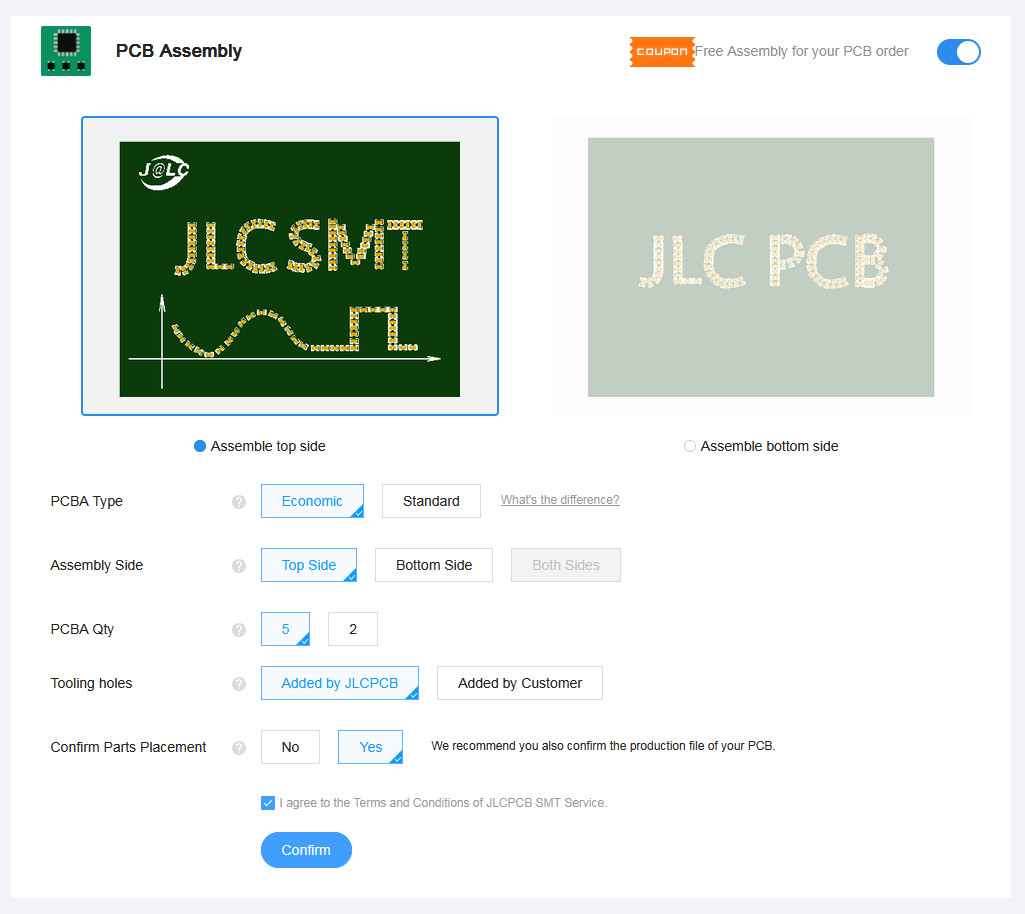 PCB Assembly
COUPON Free Assembly for your PCB order
J@LC
JLCSMT
JLC PCB
Assemble top side
Assemble bottom side
PCBA Type ? Economic Standard What's the difference?
Assembly Side ? Top Side Bottom Side Both Sides
PCBA Qty ? 5 2
Tooling holes ? Added by JLCPCB Added by Customer
Confirm Parts Placement ? No Yes We recommend you also confirm the production file of your PCB.
I agree to the Terms and Conditions of JLCPCB SMT Service.
Confirm